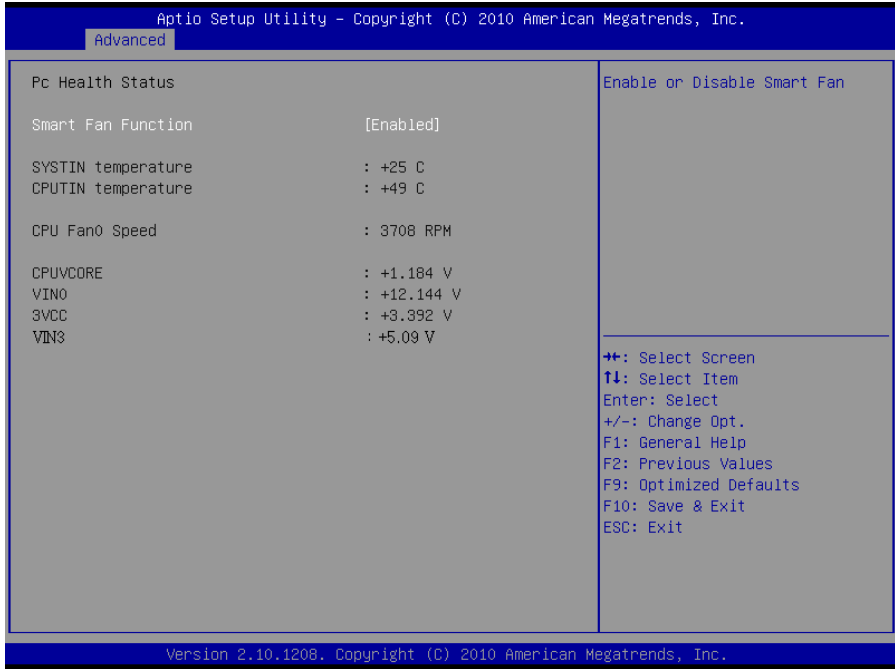 Aptio Setup Utility – Copyright (C) 2010 American Megatrends, Inc.
Advanced
Pc Health Status
Smart Fan Function [Enabled]
SYSTIN temperature : +25 C
CPUTIN temperature : +49 C
CPU Fan0 Speed : 3708 RPM
CPUVCORE : +1.184 V
VIN0 : +12.144 V
3VCC : +3.392 V
VIN3 : +5.09 V
Enable or Disable Smart Fan
→←: Select Screen
↑↓: Select Item
Enter: Select
+/-: Change Opt.
F1: General Help
F2: Previous Values
F9: Optimized Defaults
F10: Save & Exit
ESC: Exit
Version 2.10.1208. Copyright (C) 2010 American Megatrends, Inc.